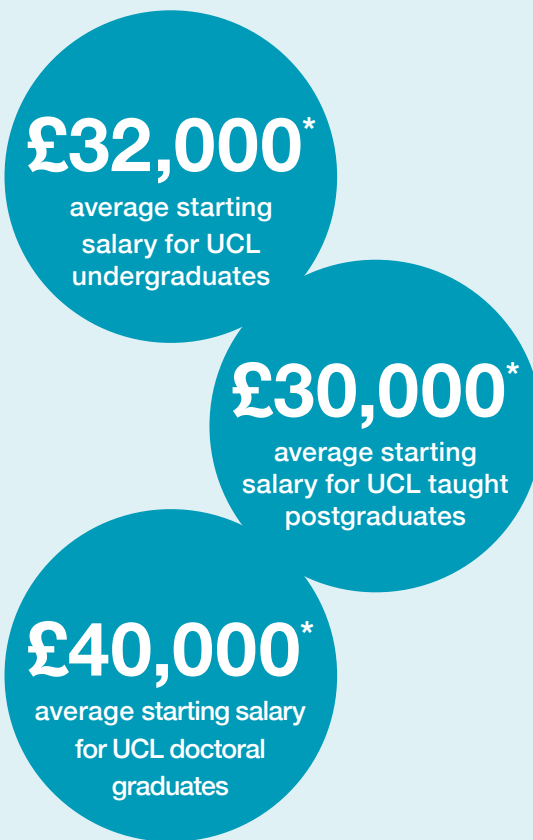 £32,000*
average starting
salary for UCL
undergraduates
£30,000*
average starting
salary for UCL taught
postgraduates
£40,000*
average starting salary
for UCL doctoral
graduates